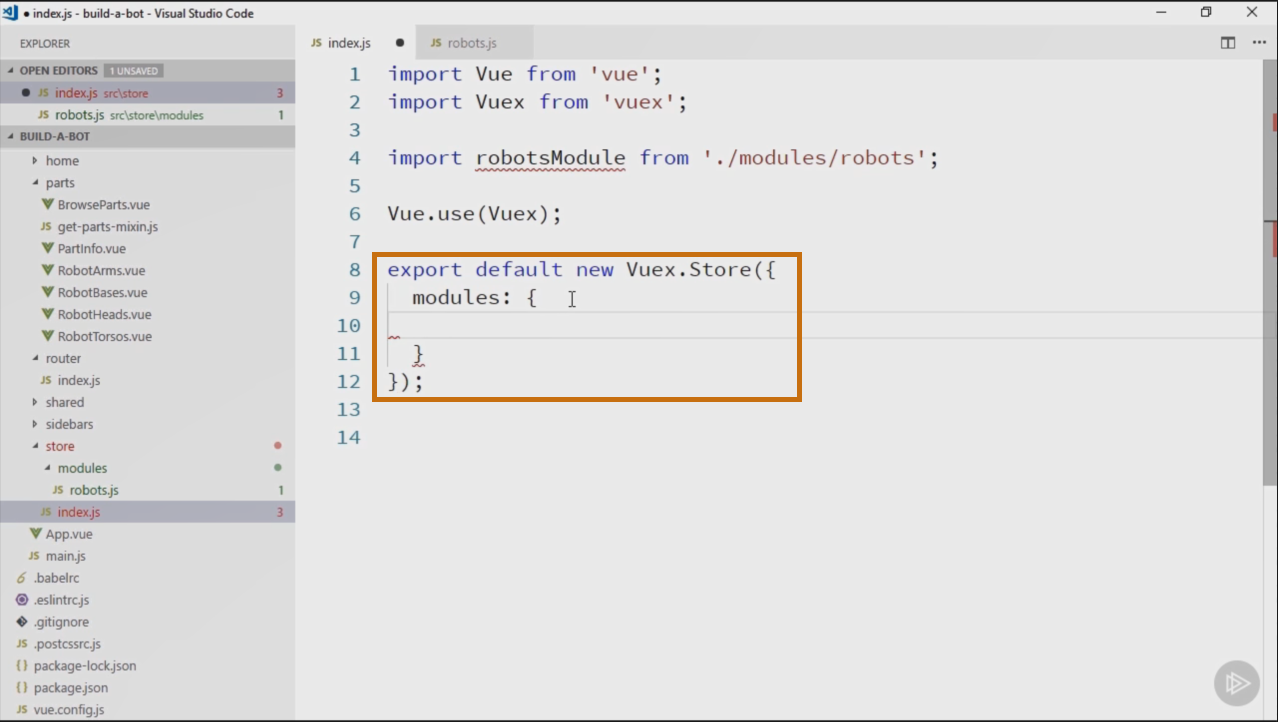 index.js - build-a-bot - Visual Studio Code
EXPLORER
OPEN EDITORS 1 UNSAVED
JS index.js src\store 3
JS robots.js src\store\modules 1
BUILD-A-BOT
home
parts
BrowseParts.vue
JS get-parts-mixin.js
PartInfo.vue
RobotArms.vue
RobotBases.vue
RobotHeads.vue
RobotTorsos.vue
router
JS index.js
shared
sidebars
store
modules
JS robots.js 1
JS index.js 3
App.vue
JS main.js
.babelrc
.eslintrc.js
.gitignore
JS .postcssrc.js
{} package-lock.json
{} package.json
JS vue.config.js
JS index.js
JS robots.js
1 import Vue from 'vue';
2 import Vuex from 'vuex';
3
4 import robotsModule from './modules/robots';
5
6 Vue.use(Vuex);
7
8 export default new Vuex.Store({
9 modules: {
10
11 }
12 });
13
14